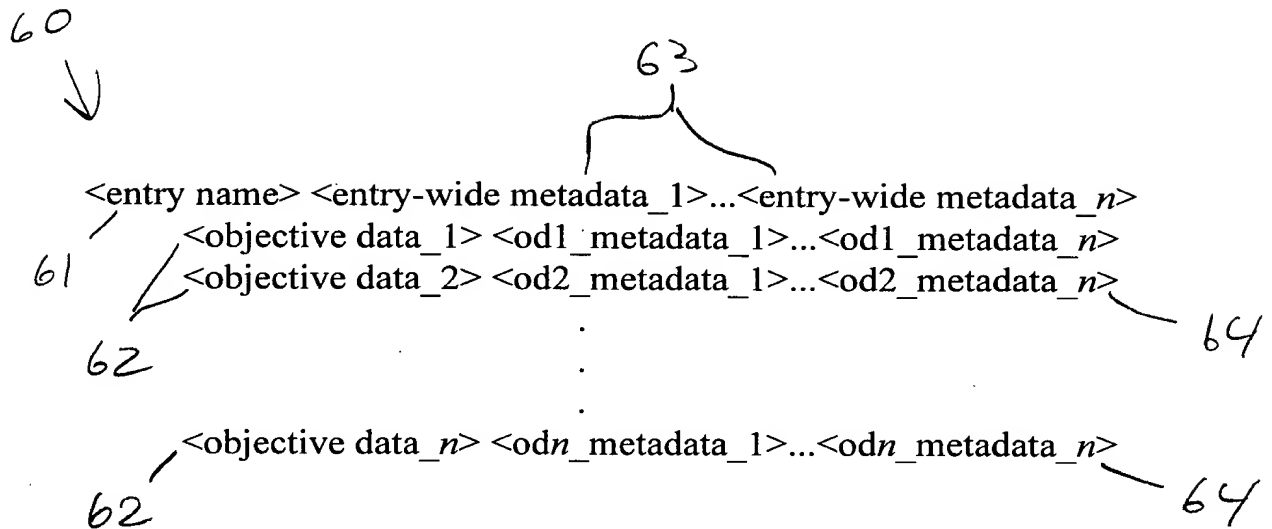 60
63
<entry name> <entry-wide metadata_1>...<entry-wide metadata_n>
<objective data_1> <od1_metadata_1>...<od1_metadata_n>
61
<objective data_2> <od2_metadata_1>...<od2_metadata_n>
62
64
.
.
.
<objective data_n> <odn_metadata_1>...<odn_metadata_n>
62
64